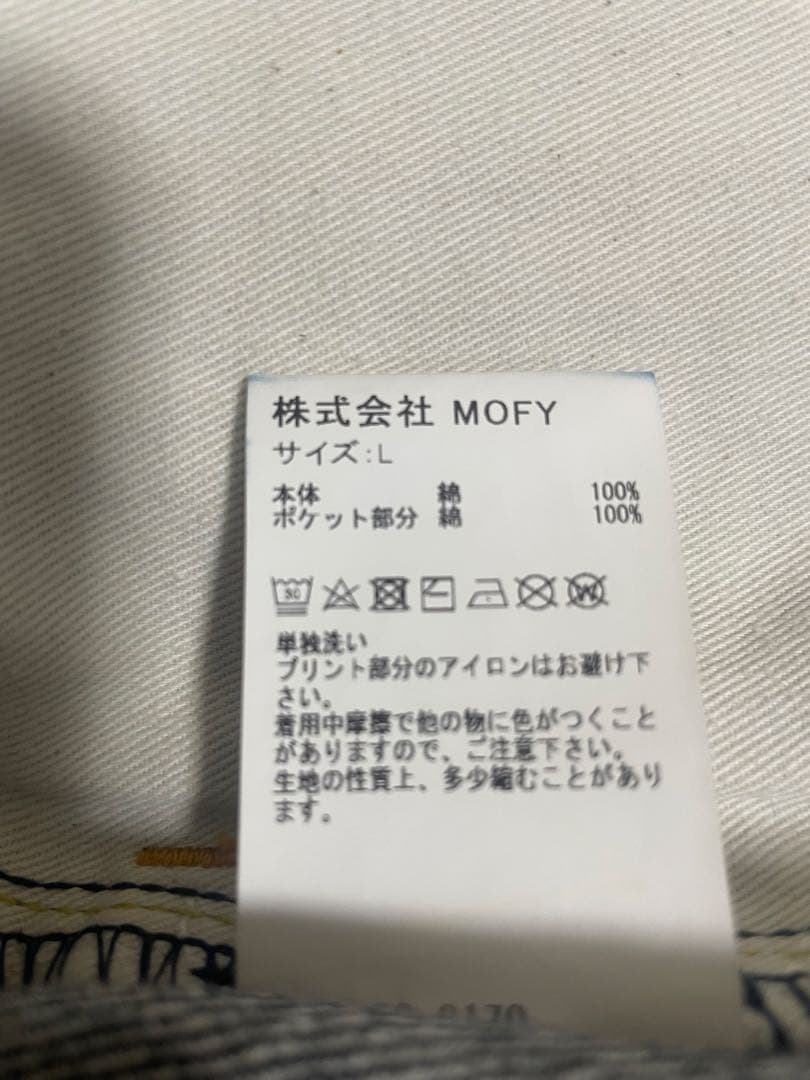 株式会社 MOFY
サイズ:L
本体 綿 100%
ポケット部分 綿 100%
単独洗い
プリント部分のアイロンはお避け下
さい。
着用中摩擦で他の物に色がつくこと
がありますので、ご注意下さい。
生地の性質上、多少縮むことがあり
ます。